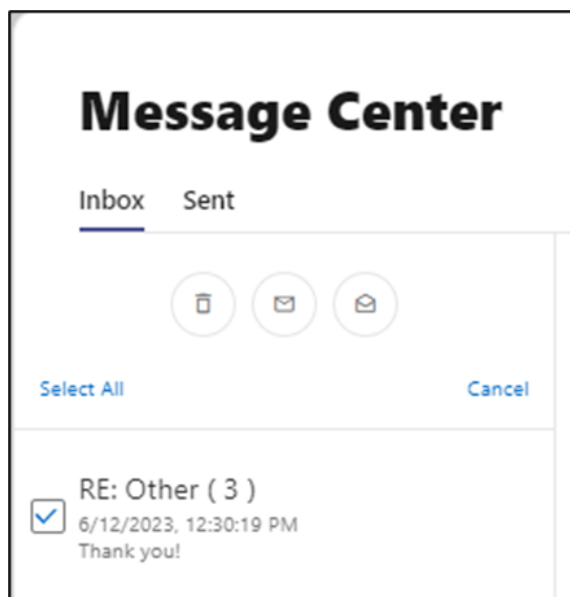 Message Center
Inbox Sent
Select All Cancel
RE: Other ( 3 )
6/12/2023, 12:30:19 PM
Thank you!